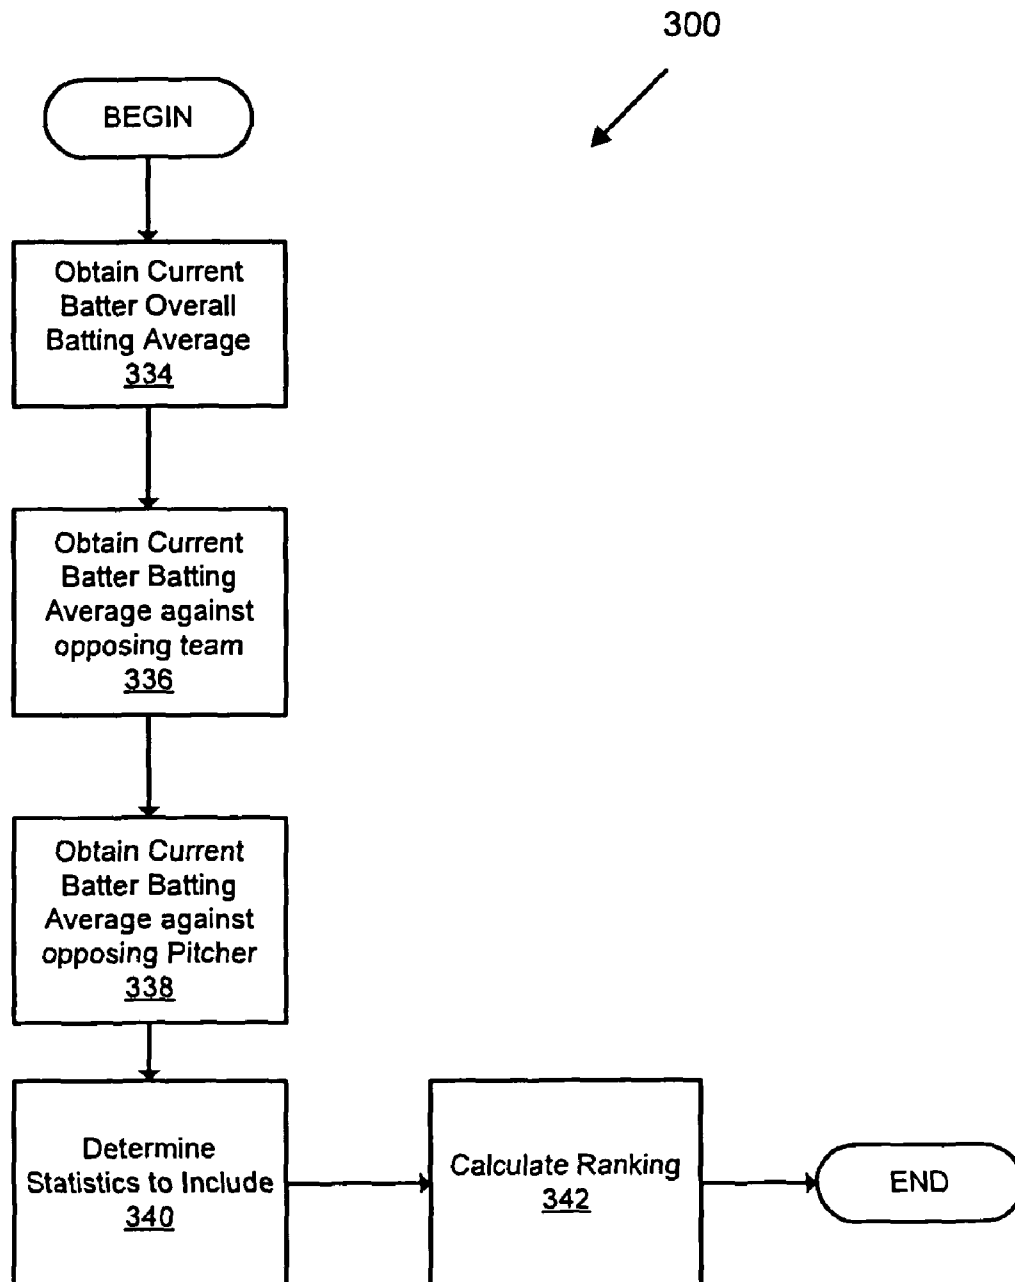 300
BEGIN
Obtain Current
Batter Overall
Batting Average
334
Obtain Current
Batter Batting
Average against
opposing team
336
Obtain Current
Batter Batting
Average against
opposing Pitcher
338
Determine
Statistics to Include
340
Calculate Ranking
342
END